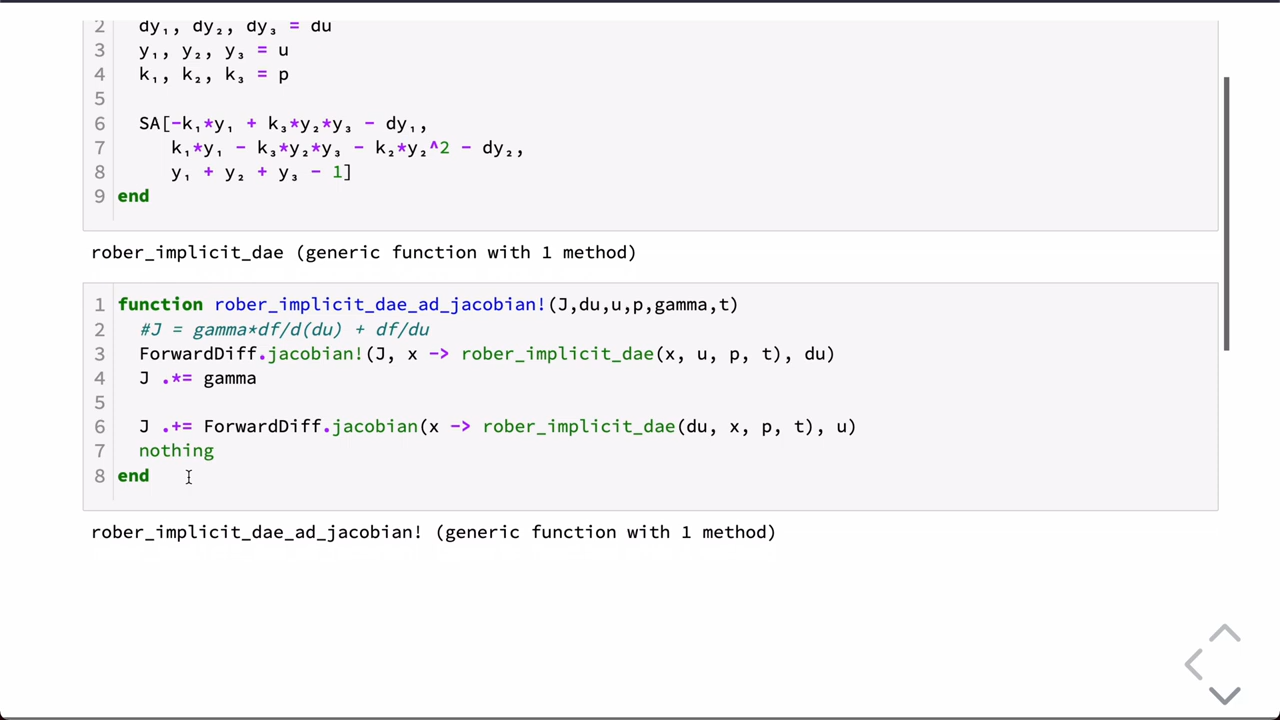 2 dy₁, dy₂, dy₃ = du
3 y₁, y₂, y₃ = u
4 k₁, k₂, k₃ = p
5
6 SA[-k₁*y₁ + k₃*y₂*y₃ - dy₁,
7 k₁*y₁ - k₃*y₂*y₃ - k₂*y₂^2 - dy₂,
8 y₁ + y₂ + y₃ - 1]
9 end
rober_implicit_dae (generic function with 1 method)
1 function rober_implicit_dae_ad_jacobian!(J,du,u,p,gamma,t)
2 #J = gamma*df/d(du) + df/du
3 ForwardDiff.jacobian!(J, x -> rober_implicit_dae(x, u, p, t), du)
4 J .*= gamma
5
6 J .+= ForwardDiff.jacobian(x -> rober_implicit_dae(du, x, p, t), u)
7 nothing
8 end
rober_implicit_dae_ad_jacobian! (generic function with 1 method)